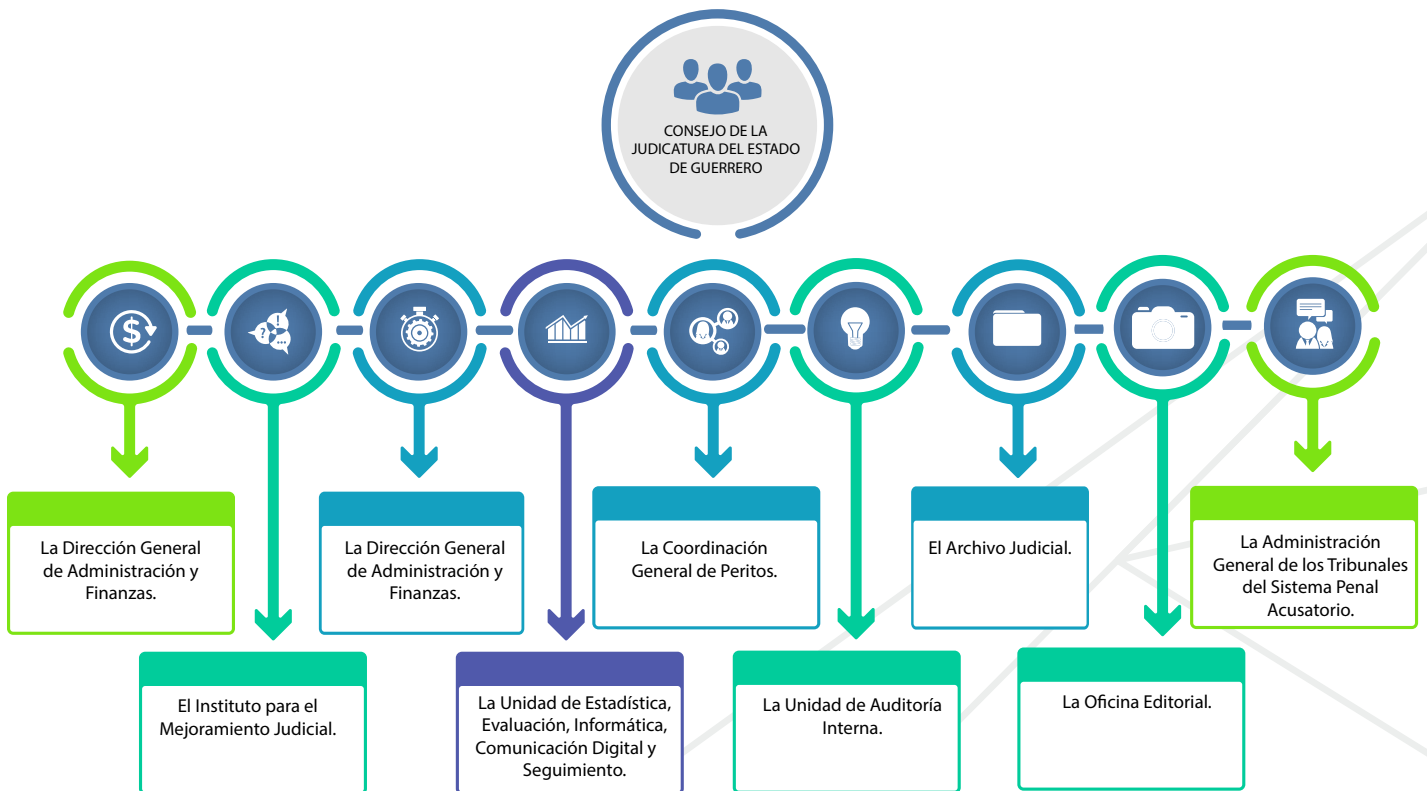 CONSEJO DE LA
JUDICATURA DEL ESTADO
DE GUERRERO
La Dirección General
de Administración y
Finanzas.
La Dirección General
de Administración y
Finanzas.
La Coordinación
General de Peritos.
El Archivo Judicial.
La Administración
General de los Tribunales
del Sistema Penal
Acusatorio.
El Instituto para el
Mejoramiento Judicial.
La Unidad de Estadística,
Evaluación, Informática,
Comunicación Digital y
Seguimiento.
La Unidad de Auditoría
Interna.
La Oficina Editorial.